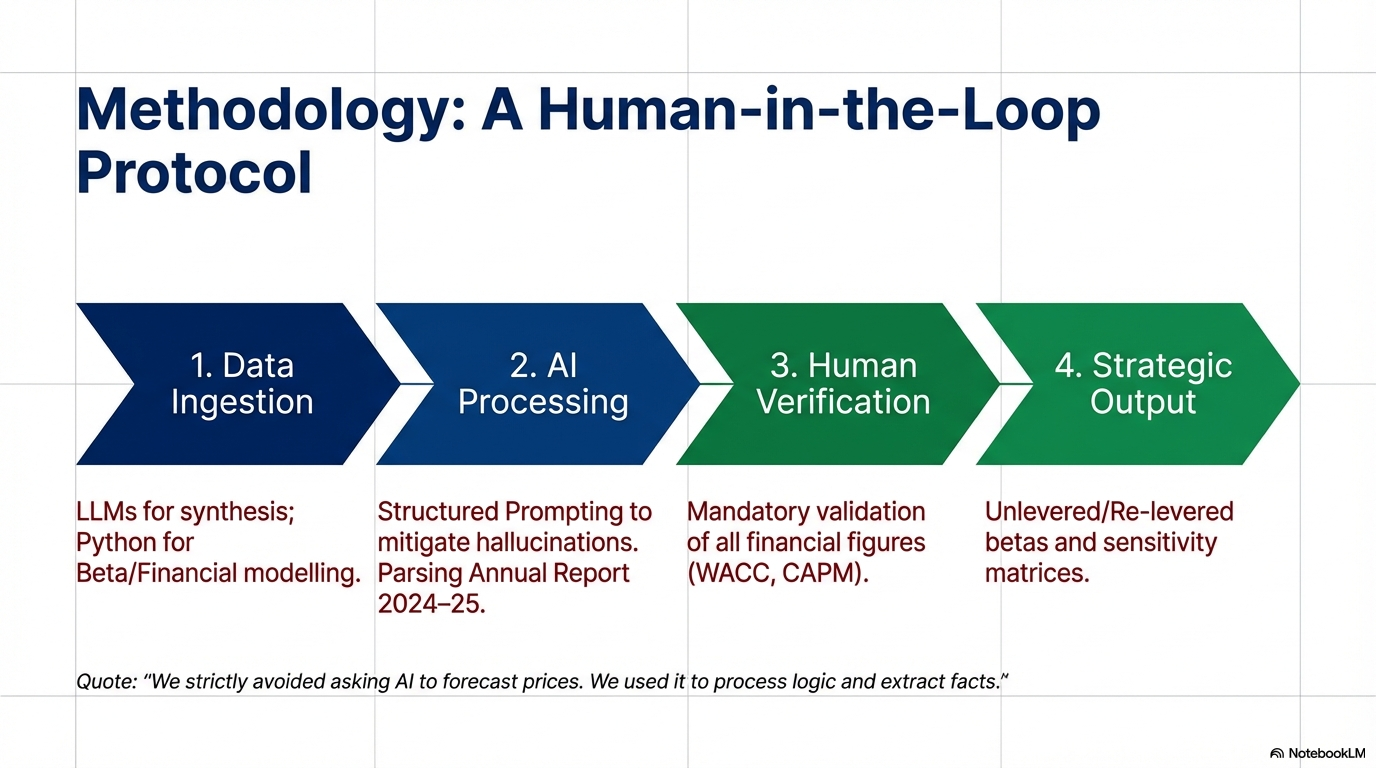 Methodology: A Human-in-the-Loop
Protocol
1. Data
Ingestion
2. AI
Processing
3. Human
Verification
4. Strategic
Output
LLMs for synthesis;
Python for
Beta/Financial modelling.
Structured Prompting to
mitigate hallucinations.
Parsing Annual Report
2024–25.
Mandatory validation
of all financial figures
(WACC, CAPM).
Unlevered/Re-levered
betas and sensitivity
matrices.
Quote: “We strictly avoided asking AI to forecast prices. We used it to process logic and extract facts.”
NotebookLM